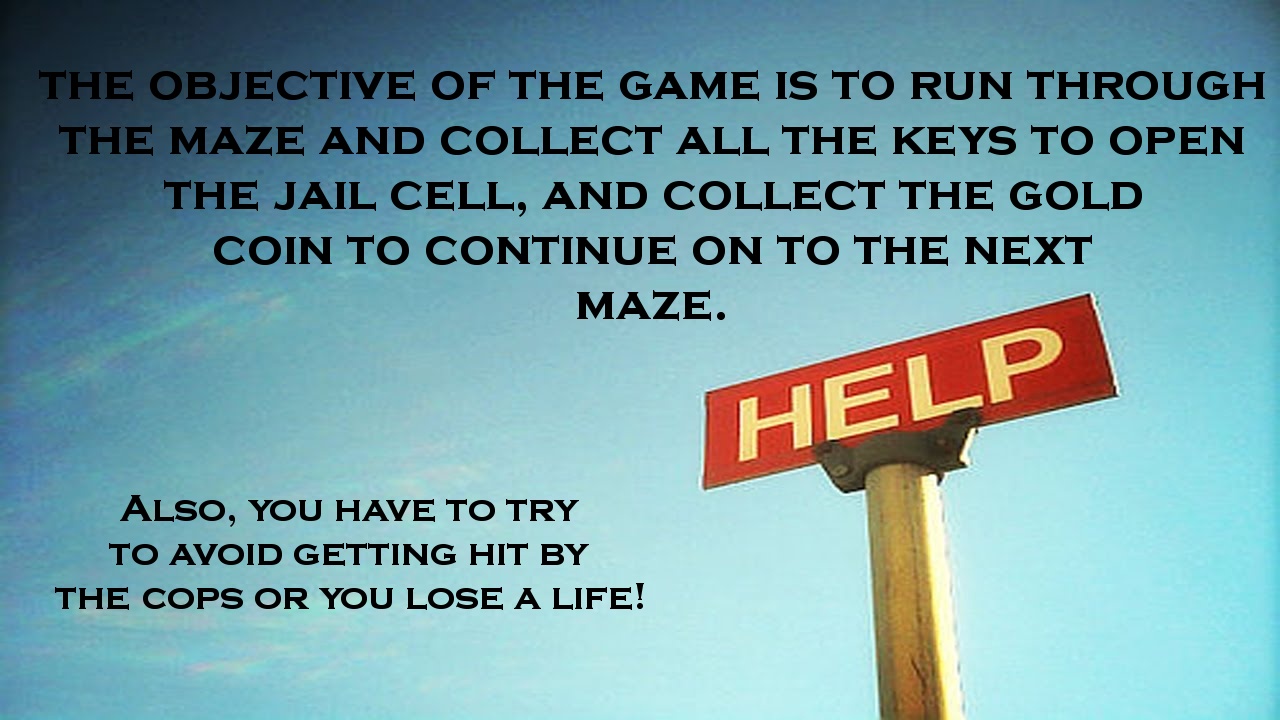 THE OBJECTIVE OF THE GAME IS TO RUN THROUGH
THE MAZE AND COLLECT ALL THE KEYS TO OPEN
THE JAIL CELL, AND COLLECT THE GOLD
COIN TO CONTINUE ON TO THE NEXT
MAZE.
HELP
ALSO, YOU HAVE TO TRY
TO AVOID GETTING HIT BY
THE COPS OR YOU LOSE A LIFE!